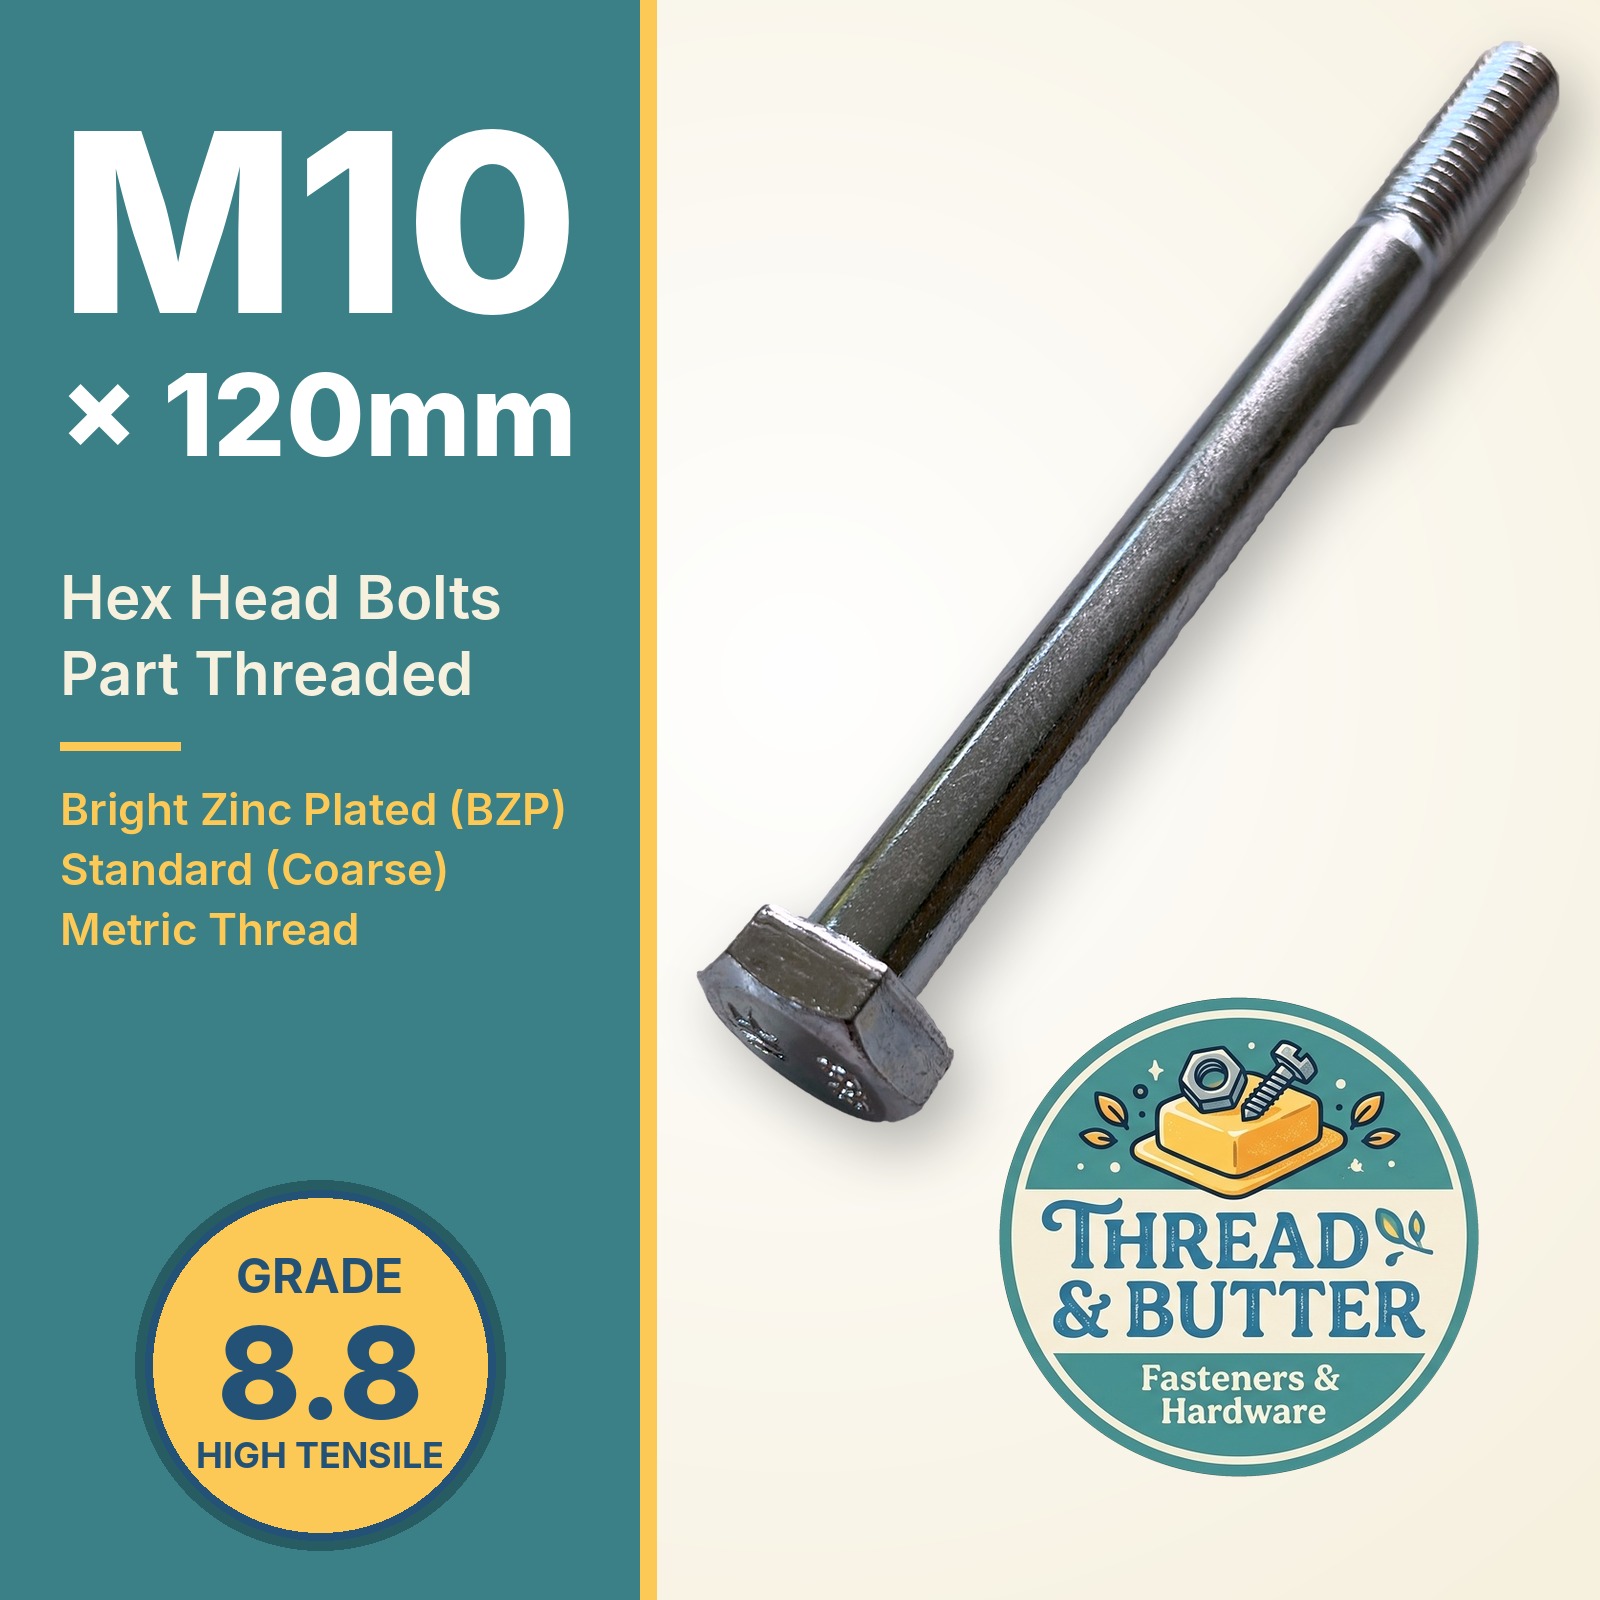 M10
× 120mm
Hex Head Bolts
Part Threaded
Bright Zinc Plated (BZP)
Standard (Coarse)
Metric Thread
GRADE
8.8
HIGH TENSILE
THREAD
& BUTTER
Fasteners &
Hardware